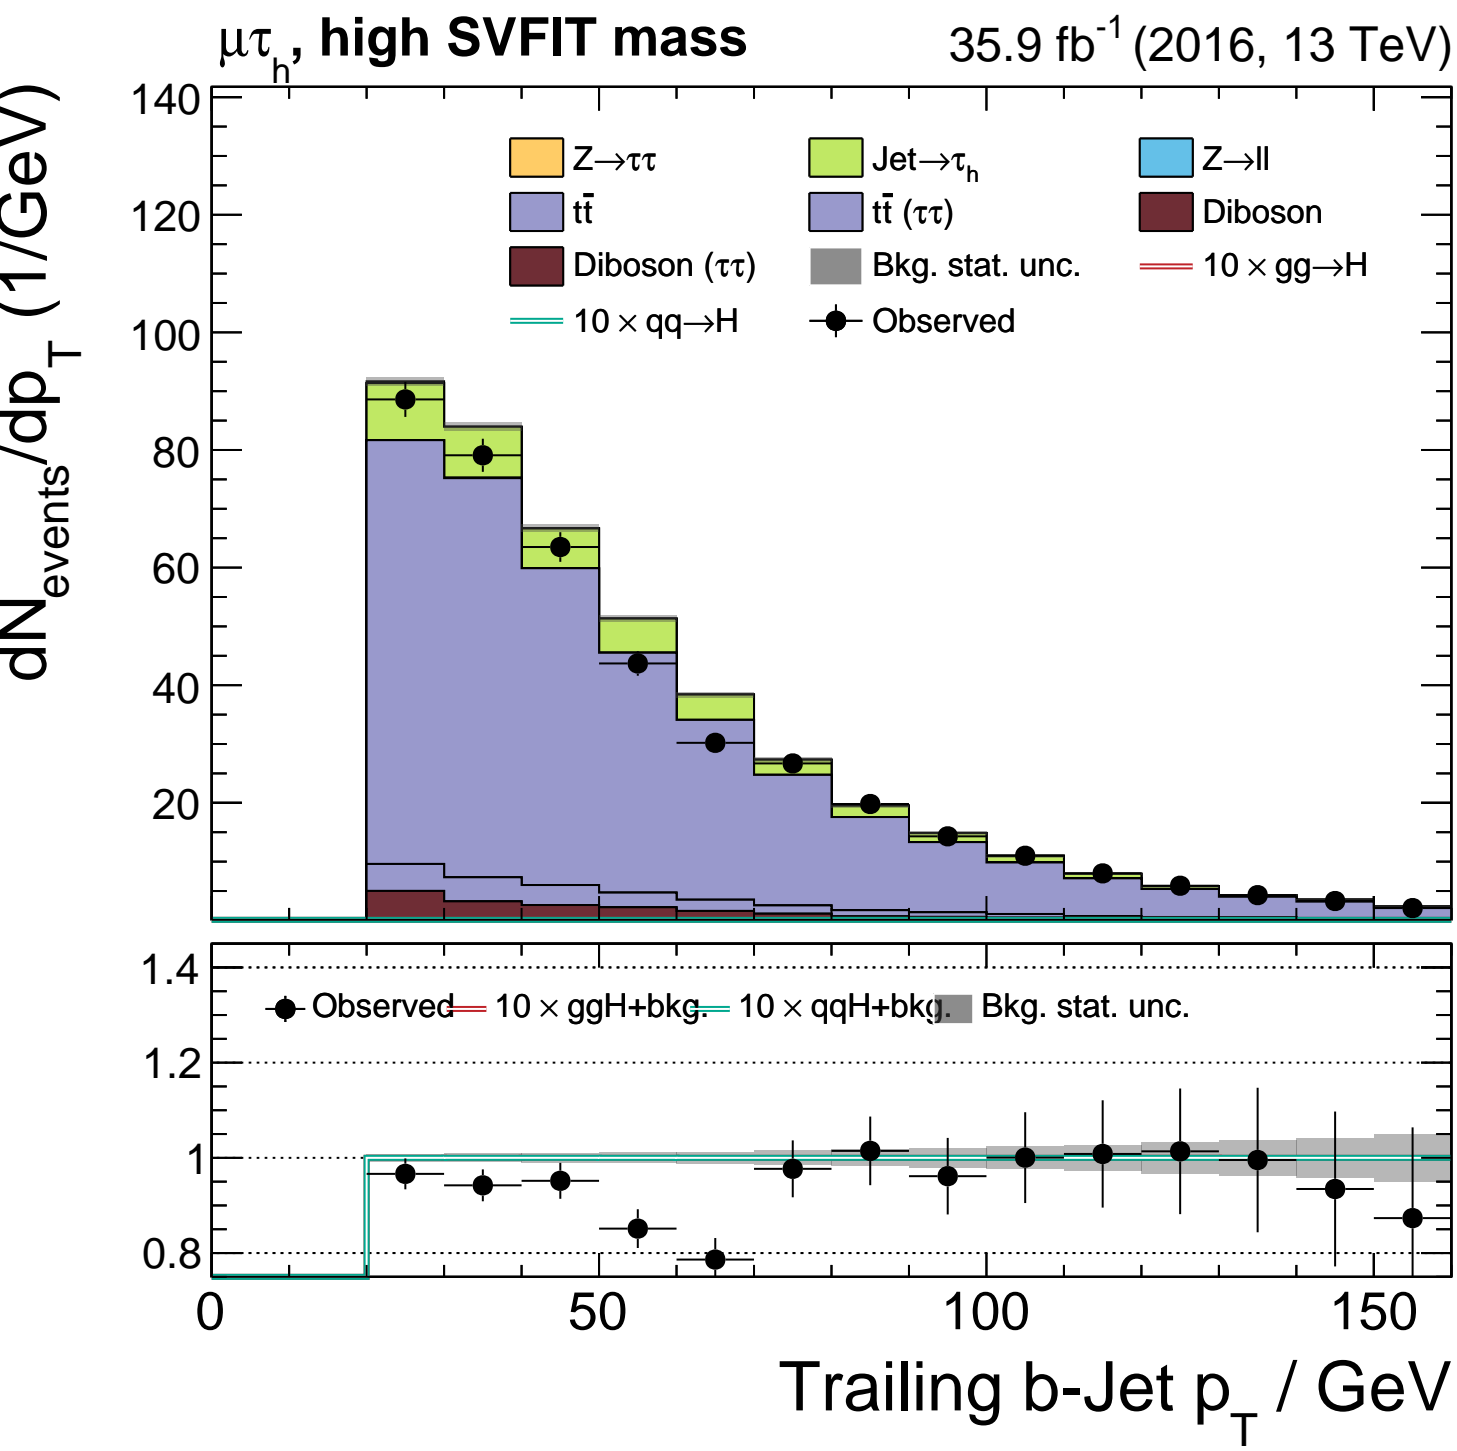 μτh, high SVFIT mass 35.9 fb-1 (2016, 13 TeV)
dNevents/dpT (1/GeV)
140
120
100
80
60
40
20
Z→ττ Jet→τh Z→ll
tt̄ tt̄ (ττ) Diboson
Diboson (ττ) Bkg. stat. unc. 10 × gg→H
10 × qq→H Observed
1.4
1.2
1
0.8
Observed 10 × ggH+bkg. 10 × qqH+bkg. Bkg. stat. unc.
0 50 100 150
Trailing b-Jet pT / GeV